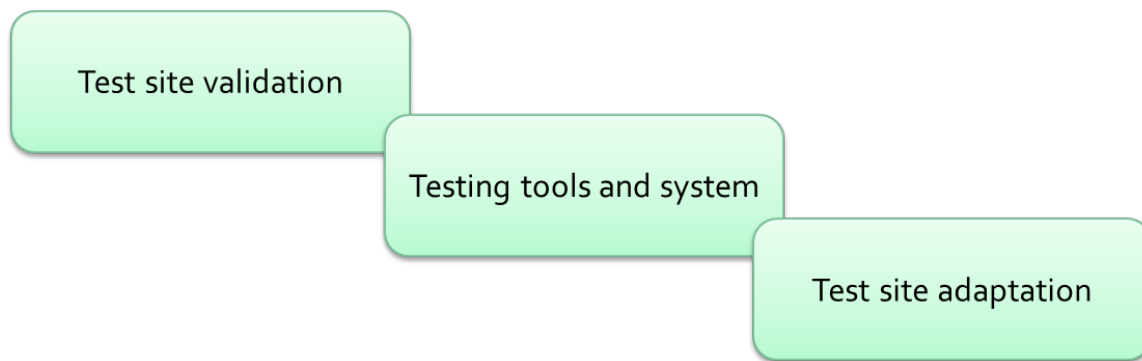 Test site validation
Testing tools and system
Test site adaptation